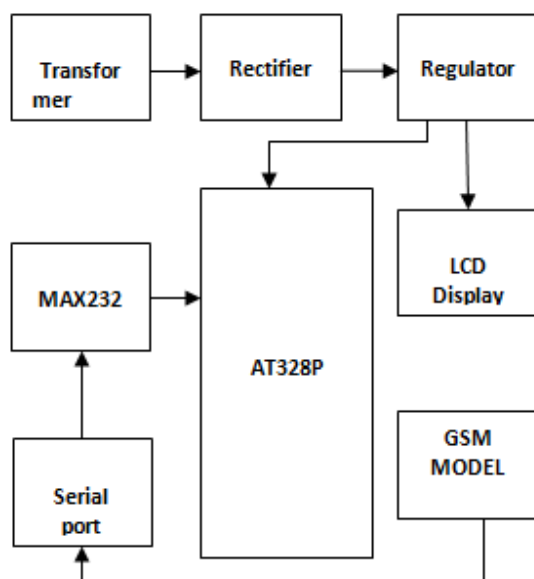 Transfor
mer
Rectifier
Regulator
LCD
Display
MAX232
AT328P
GSM
MODEL
Serial
port